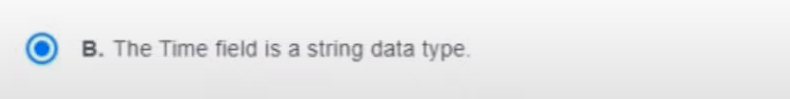 B. The Time field is a string data type.